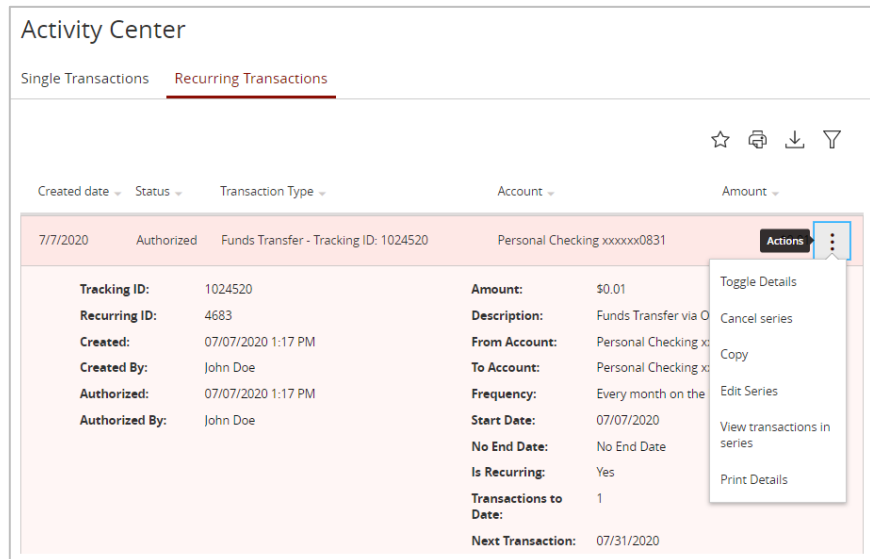 Activity Center
Single Transactions Recurring Transactions
Created date Status Transaction Type Account Amount
7/7/2020 Authorized Funds Transfer - Tracking ID: 1024520 Personal Checking xxxxxx0831 Actions
Tracking ID: 1024520
Recurring ID: 4683
Created: 07/07/2020 1:17 PM
Created By: John Doe
Authorized: 07/07/2020 1:17 PM
Authorized By: John Doe
Amount: $0.01
Description: Funds Transfer via O
From Account: Personal Checking x
To Account: Personal Checking x
Frequency: Every month on the
Start Date: 07/07/2020
No End Date: No End Date
Is Recurring: Yes
Transactions to 1
Date:
Next Transaction: 07/31/2020
Toggle Details
Cancel series
Copy
Edit Series
View transactions in
series
Print Details